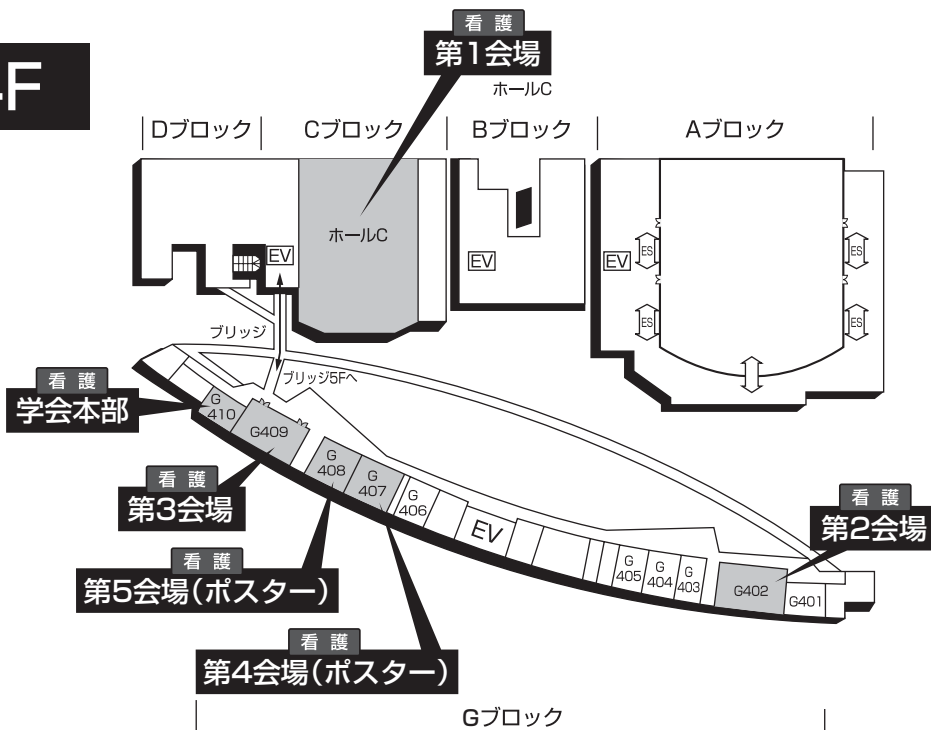 看護
第1会場
F
ホールC
Dブロック
Cブロック
Bブロック
Aブロック
ホールC
EV
EV
EV
ES
ES
ES
ES
ブリッジ
ブリッジ5Fへ
看護
学会本部
G
410
G409
看護
第3会場
G
408
G
407
G
406
EV
看護
第2会場
看護
第5会場(ポスター)
G
405
G
404
G
403
G402
G401
看護
第4会場(ポスター)
Gブロック